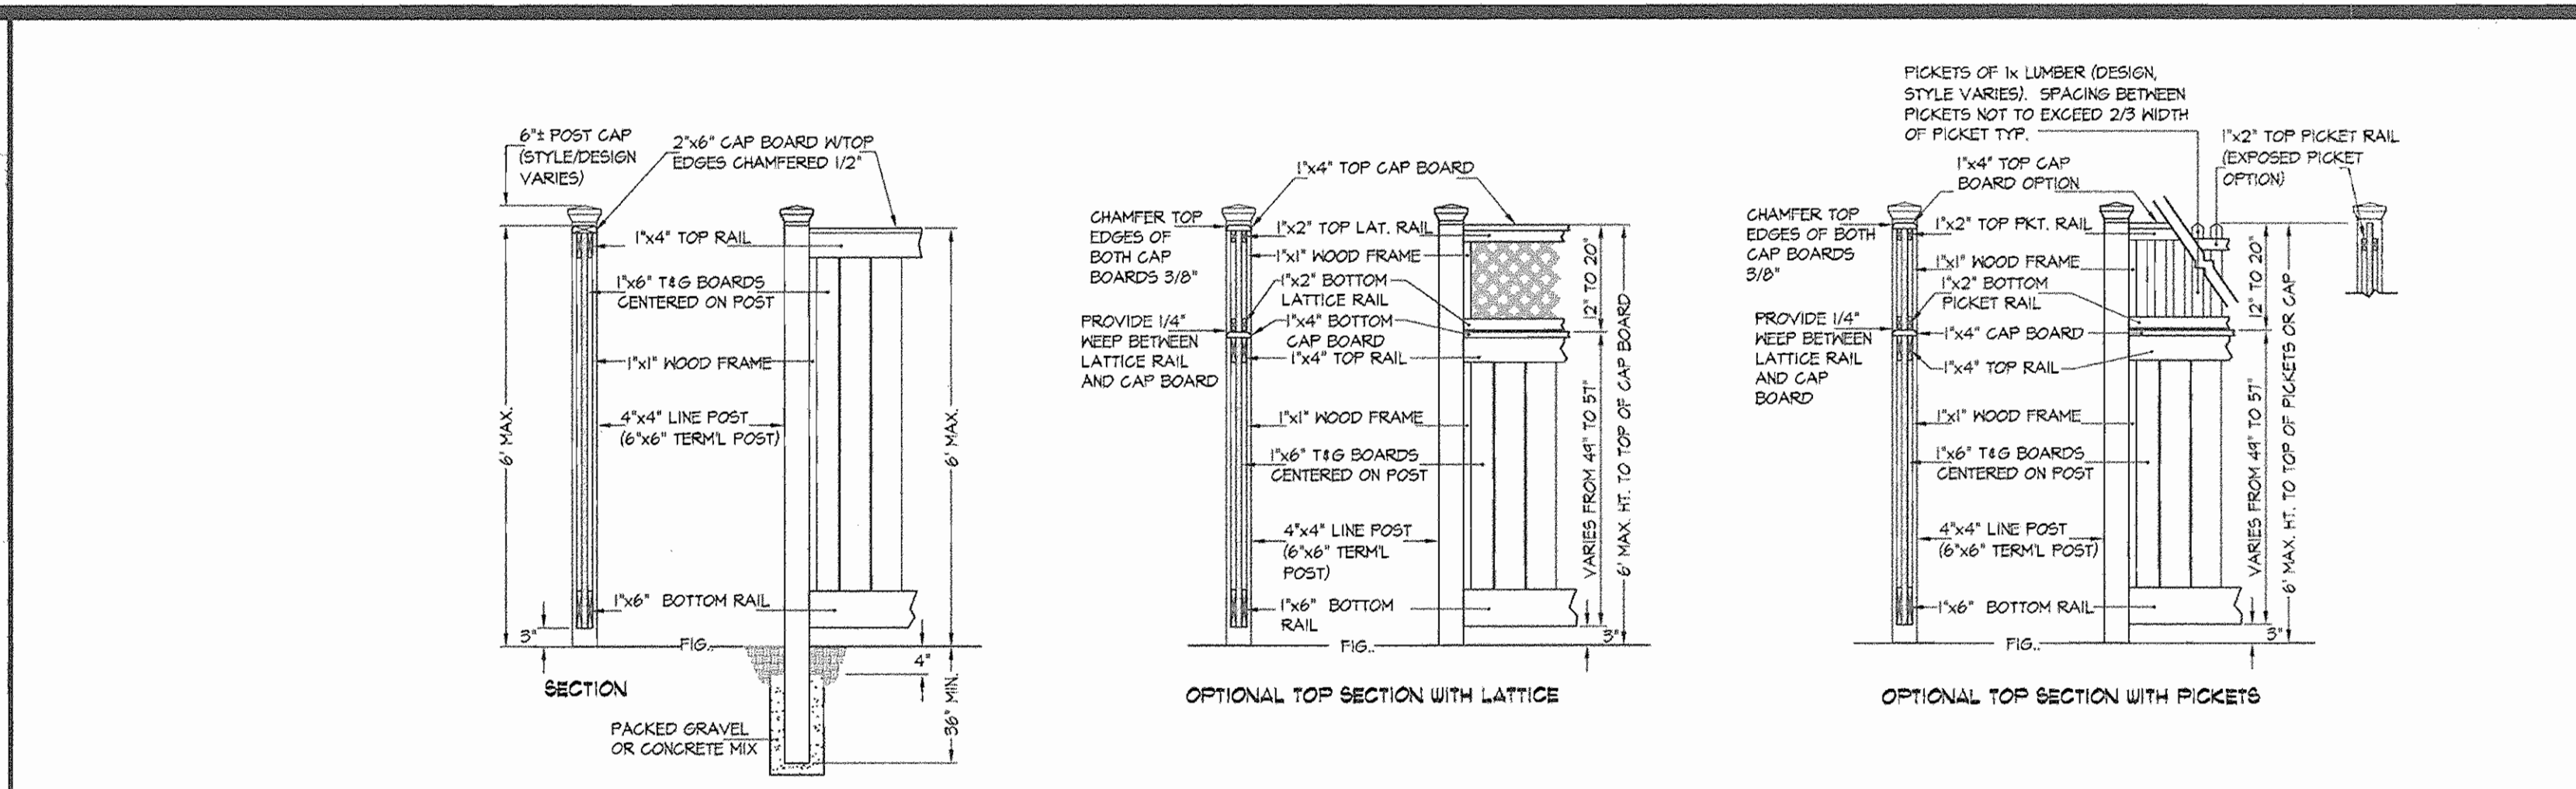 6"± POST CAP
(STYLE/DESIGN
VARIES)
2"x6" CAP BOARD W/TOP
EDGES CHAMFERED 1/2"
1"x4" TOP RAIL
1"x6" T&G BOARDS
CENTERED ON POST
1"x1" WOOD FRAME
4"x4" LINE POST
(6"x6" TERM'L POST)
1"x6" BOTTOM RAIL
6' MAX.
6' MAX.
3"
FIG..
4"
36" MIN.
SECTION
PACKED GRAVEL
OR CONCRETE MIX
1"x4" TOP CAP BOARD
CHAMFER TOP
EDGES OF
BOTH CAP
BOARDS 3/8"
1"x2" TOP LAT. RAIL
1"x1" WOOD FRAME
1"x2" BOTTOM
LATTICE RAIL
PROVIDE 1/4"
WEEP BETWEEN
LATTICE RAIL
AND CAP BOARD
1"x4" BOTTOM
CAP BOARD
1"x4" TOP RAIL
1"x1" WOOD FRAME
1"x6" T&G BOARDS
CENTERED ON POST
4"x4" LINE POST
(6"x6" TERM'L
POST)
1"x6" BOTTOM
RAIL
12" TO 20"
VARIES FROM 49" TO 57"
6' MAX. HT. TO TOP OF CAP BOARD
3"
FIG..
OPTIONAL TOP SECTION WITH LATTICE
PICKETS OF 1x LUMBER (DESIGN,
STYLE VARIES). SPACING BETWEEN
PICKETS NOT TO EXCEED 2/3 WIDTH
OF PICKET TYP.
1"x2" TOP PICKET RAIL
(EXPOSED PICKET
OPTION)
1"x4" TOP CAP
BOARD OPTION
CHAMFER TOP
EDGES OF BOTH
CAP BOARDS
3/8"
1"x2" TOP PKT. RAIL
1"x1" WOOD FRAME
1"x2" BOTTOM
PICKET RAIL
PROVIDE 1/4"
WEEP BETWEEN
LATTICE RAIL
AND CAP
BOARD
1"x4" CAP BOARD
1"x4" TOP RAIL
1"x1" WOOD FRAME
1"x6" T&G BOARDS
CENTERED ON POST
4"x4" LINE POST
(6"x6" TERM'L POST)
1"x6" BOTTOM RAIL
12" TO 20"
VARIES FROM 49" TO 57"
6' MAX. HT. TO TOP OF PICKETS OR CAP
3"
FIG..
OPTIONAL TOP SECTION WITH PICKETS